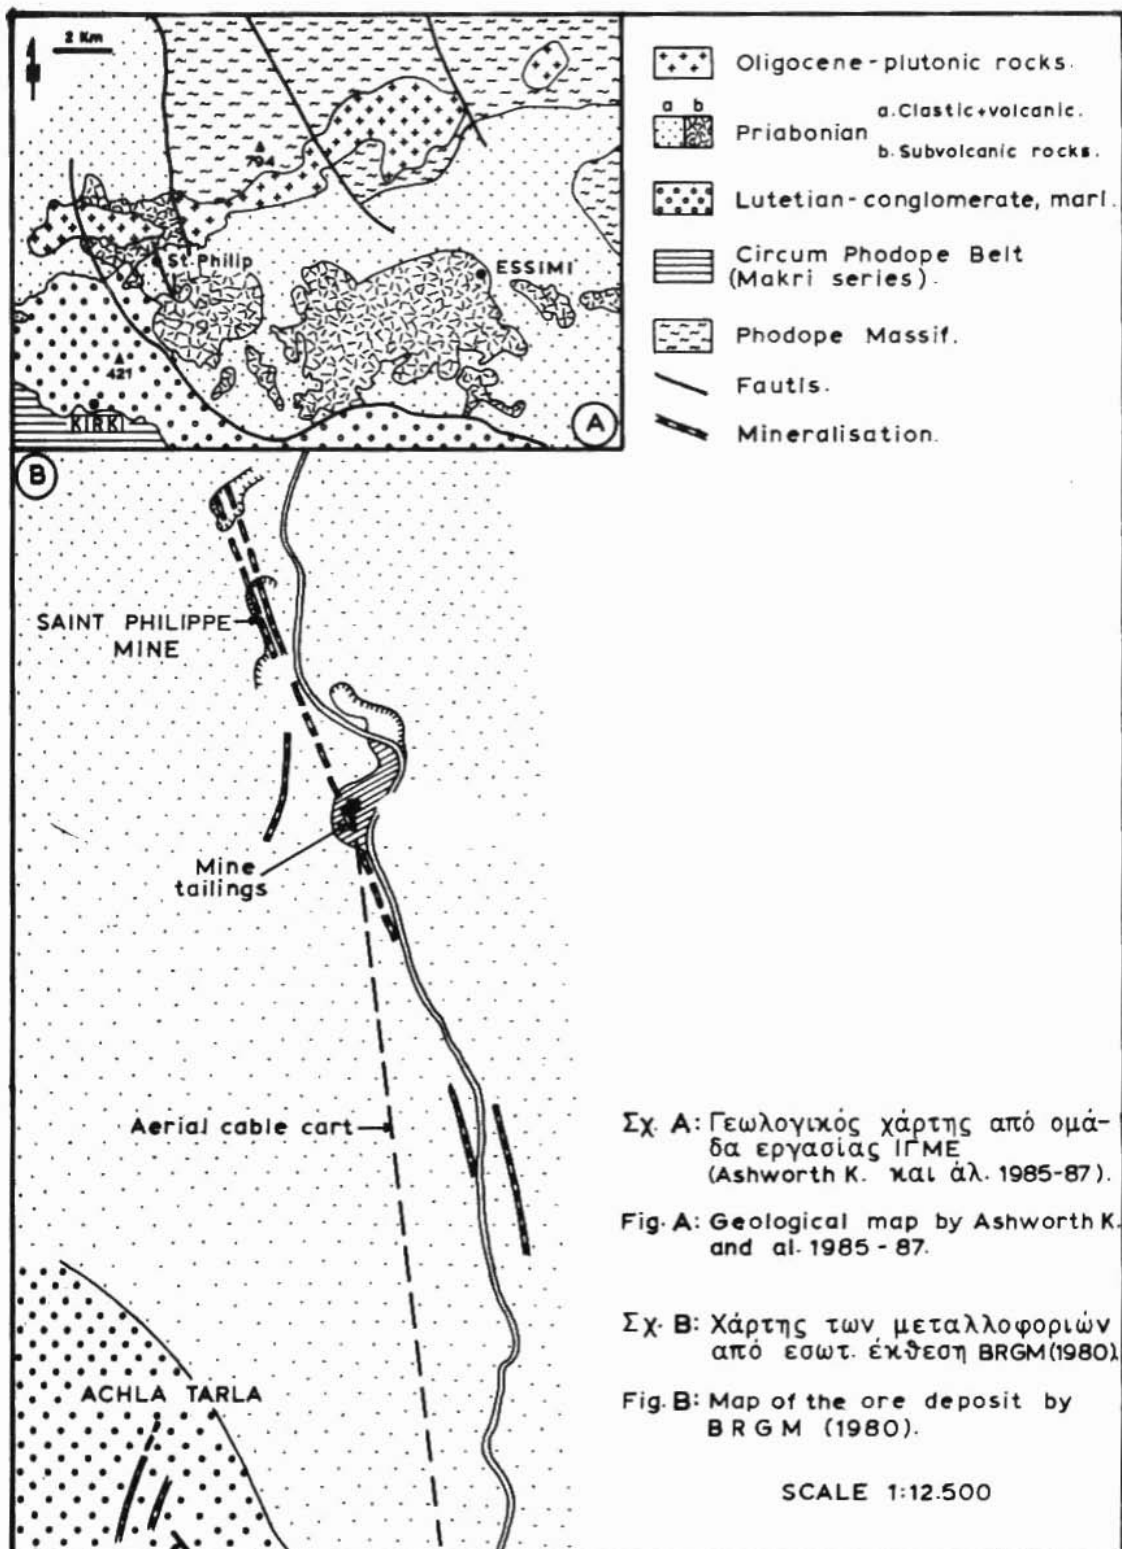 2 Km
794
St. Philip
ESSIMI
421
KIRKI
A
Oligocene-plutonic rocks.
a b
Priabonian
a. Clastic+volcanic.
b. Subvolcanic rocks.
Lutetian-conglomerate, marl.
Circum Phodope Belt
(Makri series).
Phodope Massif.
Fautls.
Mineralisation.
B
SAINT PHILIPPE
MINE
Mine
tailings
Aerial cable cart
ACHLA TARLA
Σχ. Α: Γεωλογικός χάρτης από ομά-
δα εργασίας ΙΓΜΕ
(Ashworth K. και άλ. 1985-87).
Fig. A: Geological map by Ashworth K.
and al. 1985-87.
Σχ. Β: Χάρτης των μεταλλοφοριών
από εσωτ. έκθεση BRGM (1980)
Fig. B: Map of the ore deposit by
BRGM (1980).
SCALE 1:12.500